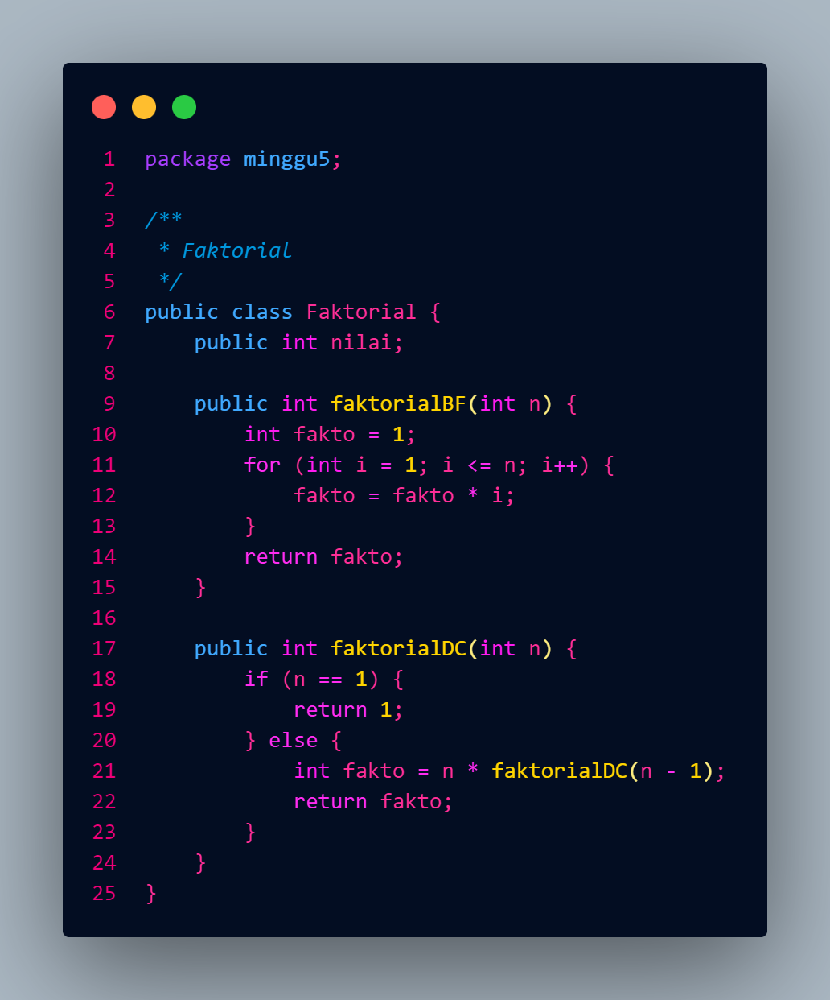 1 package minggu5;
2
3 /**
4  * Faktorial
5  */
6 public class Faktorial {
7     public int nilai;
8
9     public int faktorialBF(int n) {
10         int fakto = 1;
11         for (int i = 1; i <= n; i++) {
12             fakto = fakto * i;
13         }
14         return fakto;
15     }
16
17     public int faktorialDC(int n) {
18         if (n == 1) {
19             return 1;
20         } else {
21             int fakto = n * faktorialDC(n - 1);
22             return fakto;
23         }
24     }
25 }